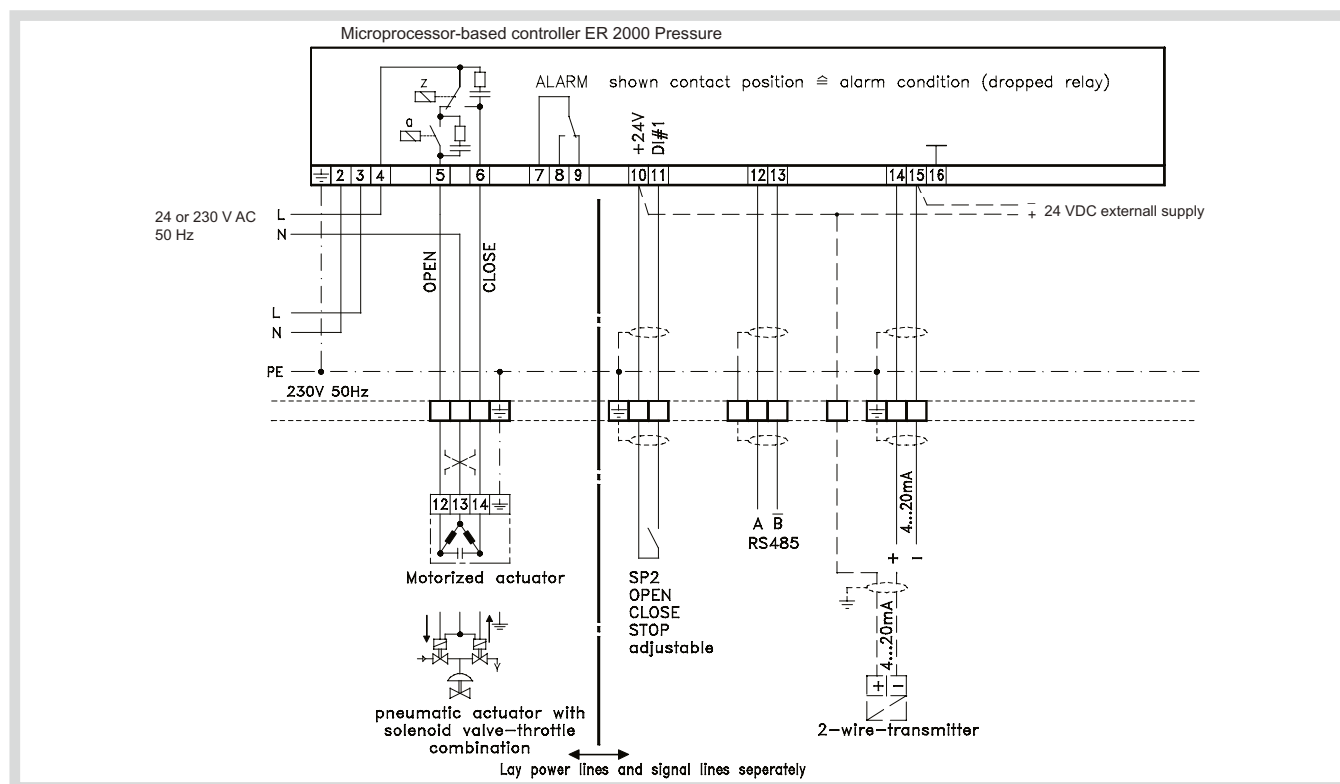 Microprocessor-based controller ER 2000 Pressure
z
a
ALARM shown contact position ≙ alarm condition (dropped relay)
+24V
DI#1
2 3 4 5 6 7 8 9 10 11 12 13 14 15 16
24 or 230 V AC
50 Hz
L
N
- 
+ 24 VDC externall supply
OPEN
CLOSE
L
N
PE
230V 50Hz
12 13 14
Motorized actuator
SP2
OPEN
CLOSE
STOP
adjustable
A B̅
RS485
4...20mA
+ −
4...20mA
+ −
2-wire-transmitter
pneumatic actuator with
solenoid valve-throttle
combination
Lay power lines and signal lines seperately